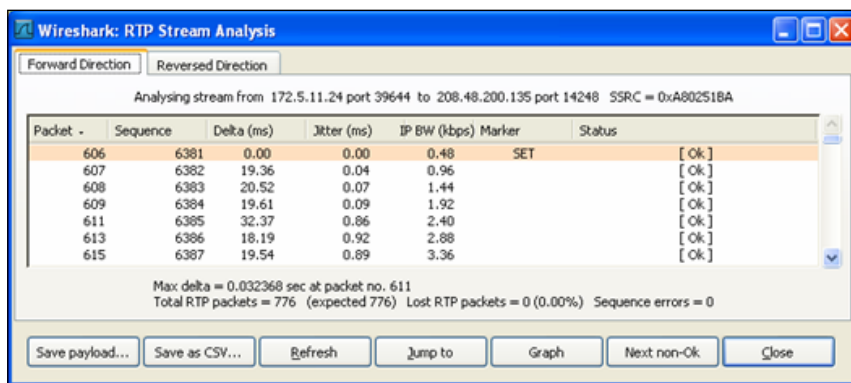 Wireshark: RTP Stream Analysis
Forward Direction Reversed Direction
Analysing stream from 172.5.11.24 port 39644 to 208.48.200.135 port 14248 SSRC = 0xA80251BA
Packet Sequence Delta (ms) Jitter (ms) IP BW (kbps) Marker Status
606 6381 0.00 0.00 0.48 SET [ Ok ]
607 6382 19.36 0.04 0.96 [ Ok ]
608 6383 20.52 0.07 1.44 [ Ok ]
609 6384 19.61 0.09 1.92 [ Ok ]
611 6385 32.37 0.86 2.40 [ Ok ]
613 6386 18.19 0.92 2.88 [ Ok ]
615 6387 19.54 0.89 3.36 [ Ok ]
Max delta = 0.032368 sec at packet no. 611
Total RTP packets = 776 (expected 776) Lost RTP packets = 0 (0.00%) Sequence errors = 0
Save payload... Save as CSV... Refresh Jump to Graph Next non-Ok Close